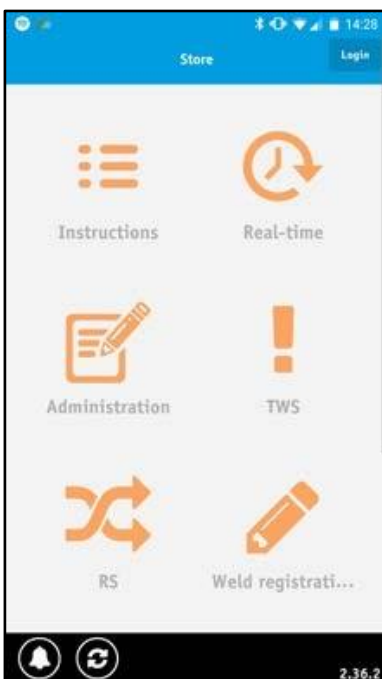 14:28
Store
Login
Instructions
Real-time
Administration
TWS
RS
Weld registrati...
2.36.2